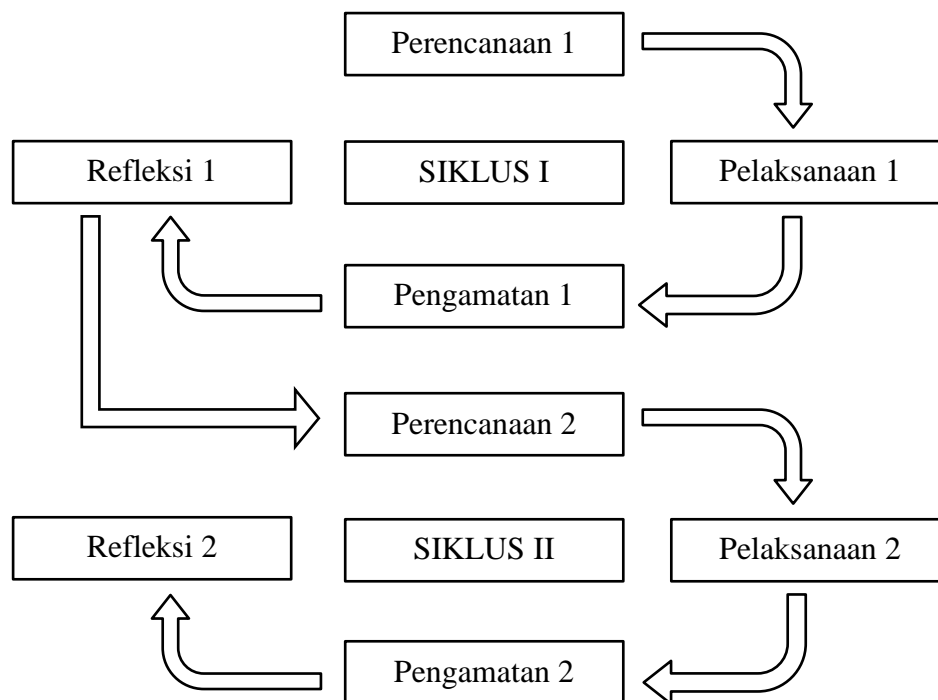 Perencanaan 1
Refleksi 1
SIKLUS I
Pelaksanaan 1
Pengamatan 1
Perencanaan 2
Refleksi 2
SIKLUS II
Pelaksanaan 2
Pengamatan 2